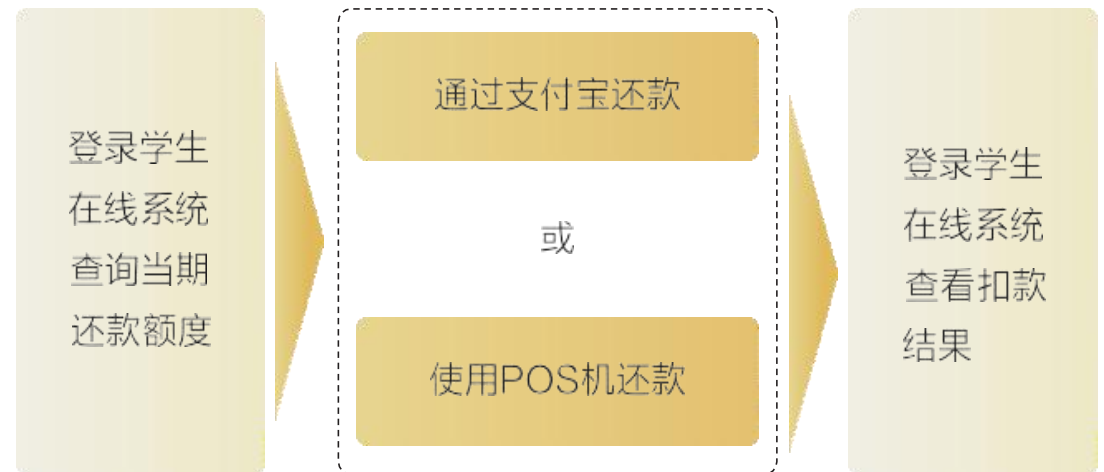 登录学生
在线系统
查询当期
还款额度
通过支付宝还款
或
使用POS机还款
登录学生
在线系统
查看扣款
结果